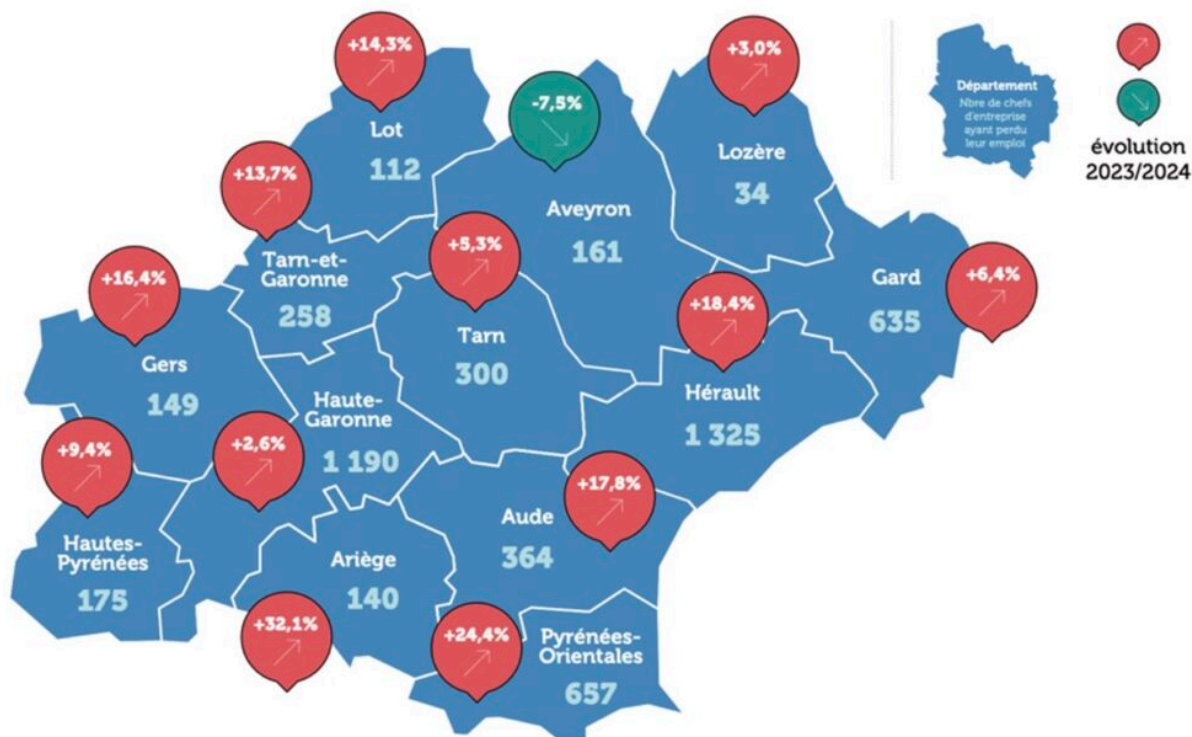 +14,3%
Lot
112
-7,5%
Aveyron
161
+3,0%
Lozère
34
Département
Nbre de chefs
d'entreprise
ayant perdu
leur emploi
évolution
2023/2024
+13,7%
Tarn-et-
Garonne
258
+5,3%
Tarn
300
+6,4%
Gard
635
+16,4%
Gers
149
+18,4%
Hérault
1 325
Haute-
Garonne
1 190
+2,6%
+9,4%
Hautes-
Pyrénées
175
+17,8%
Aude
364
Ariège
140
+32,1%
+24,4%
Pyrénées-
Orientales
657